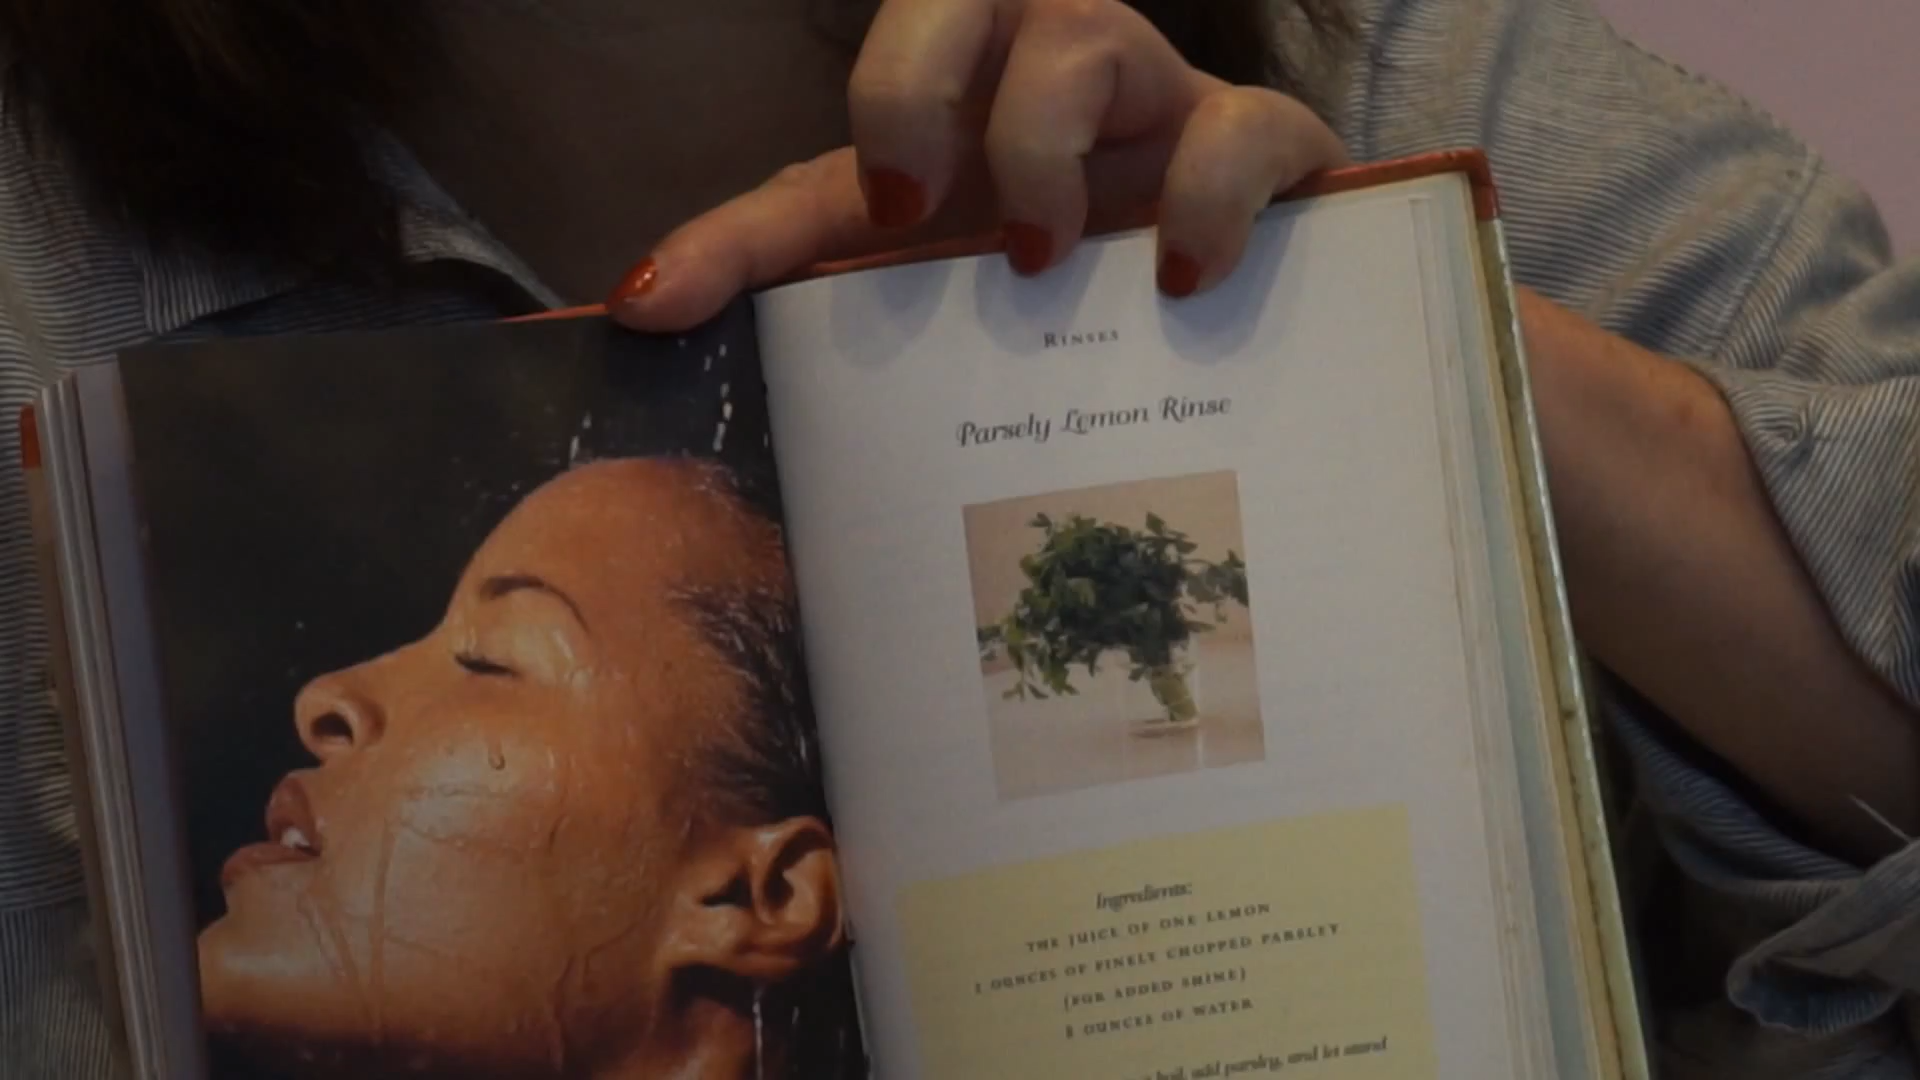 RINSES
Parsely Lemon Rinse
Ingredients:
THE JUICE OF ONE LEMON
OUNCES OF FINELY CHOPPED PARSLEY
(FOR ADDED SHINE)
8 OUNCES OF WATER
boil, add parsley, and let stand